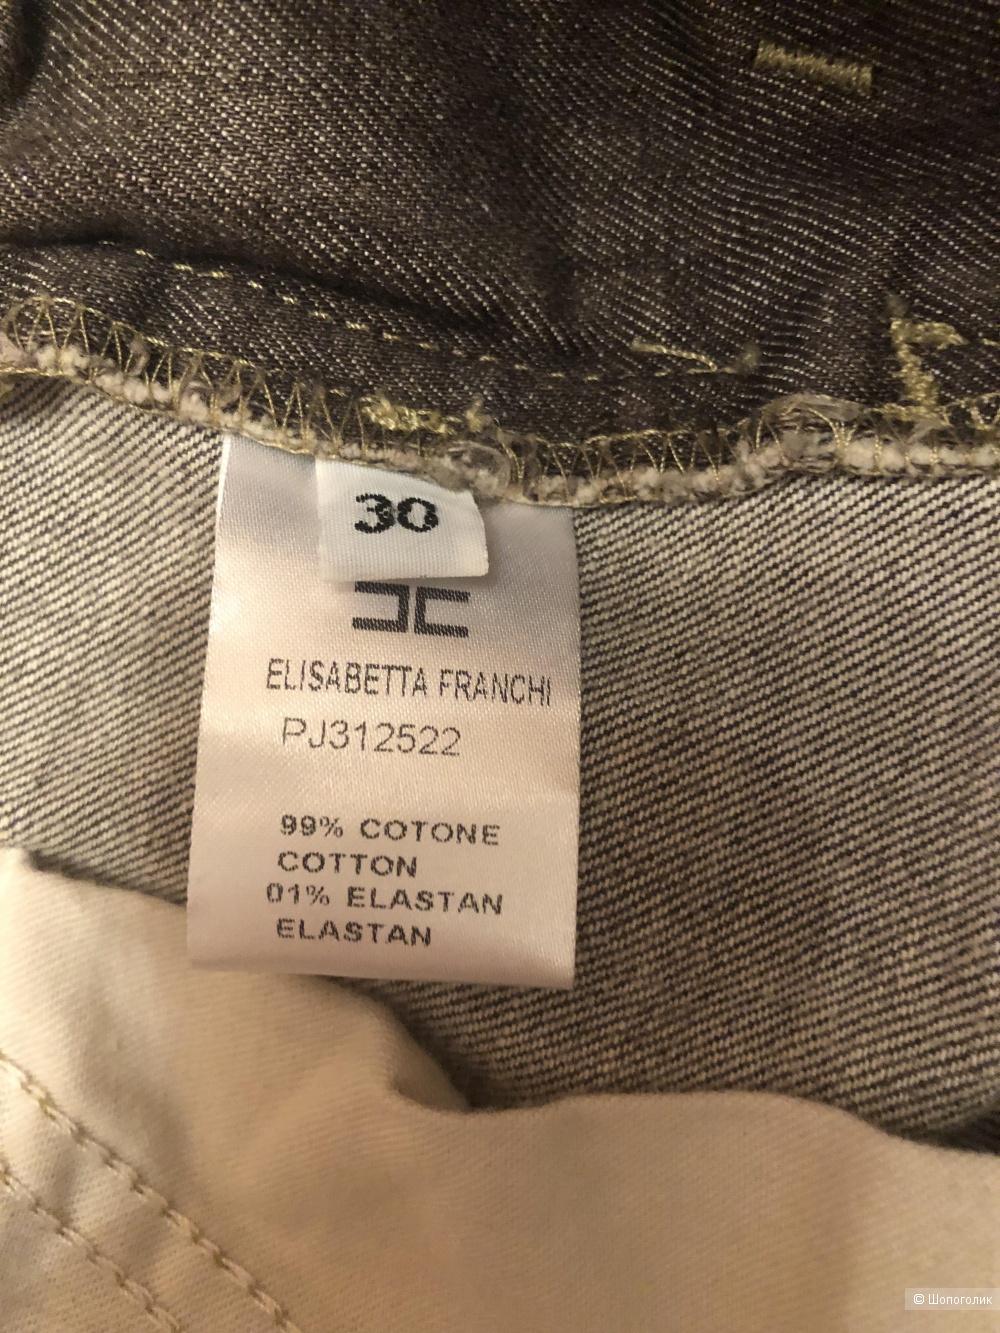 30
ELISABETTA FRANCHI
PJ312522
99% COTONE
COTTON
01% ELASTAN
ELASTAN
© Шопоголик